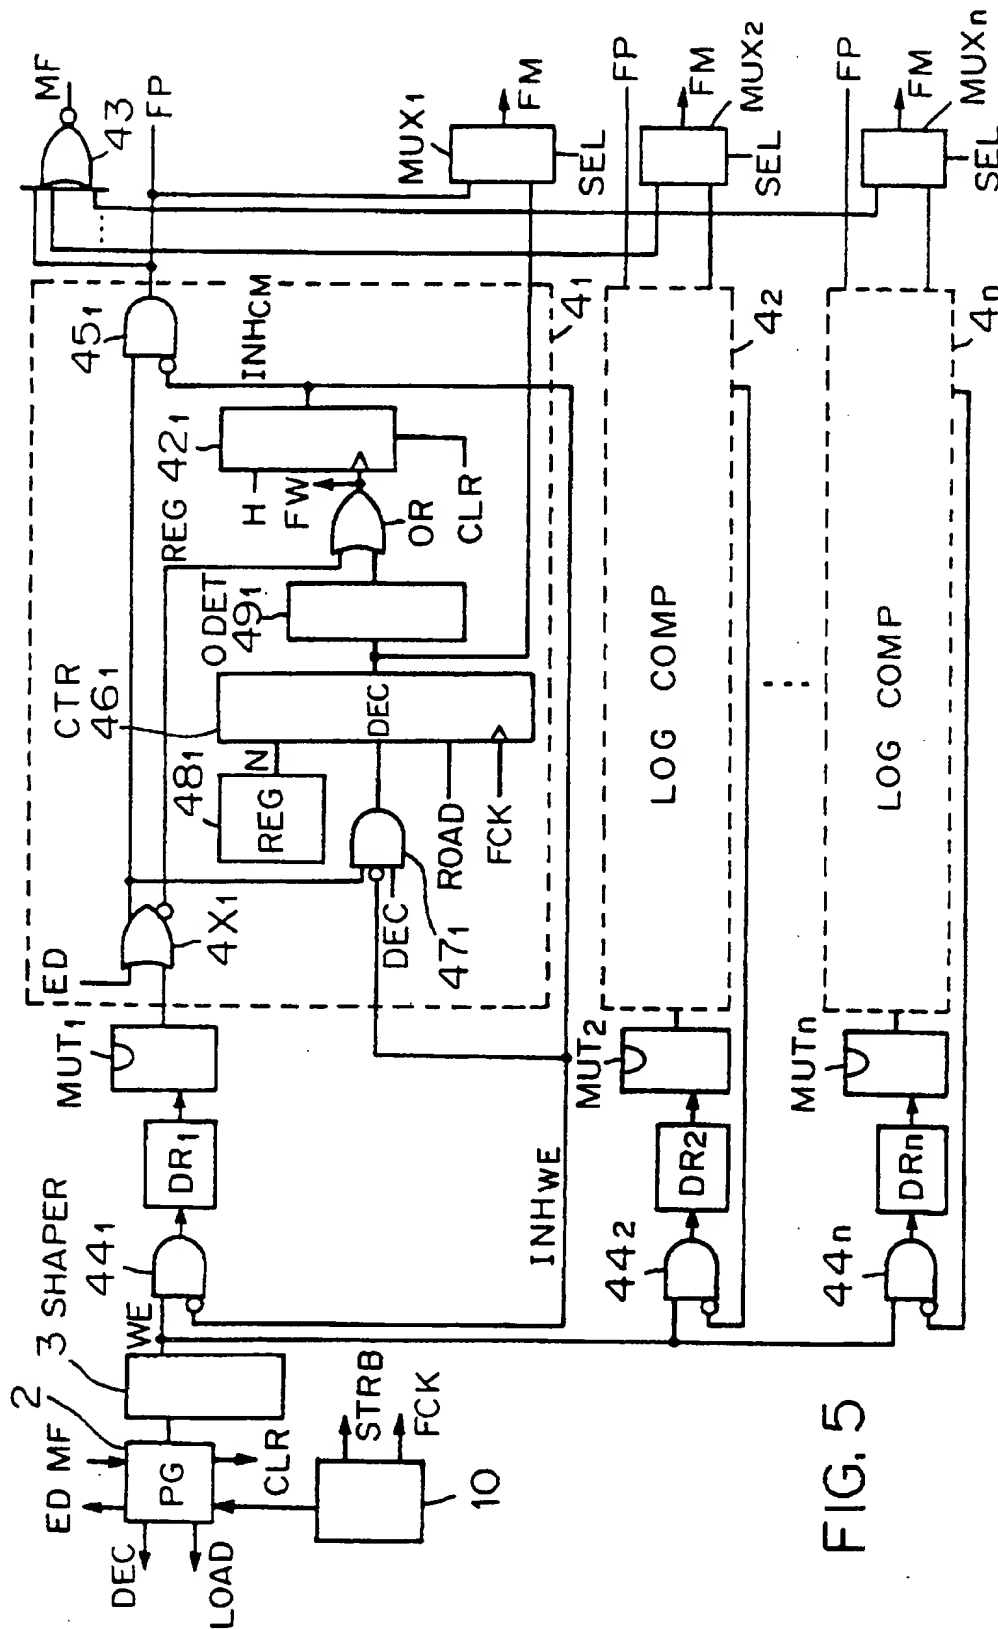 2
3 SHAPER
ED MF
PG
DEC
LOAD
CLR
10
STRB
FCK
WE
44₁
DR₁
MUT₁
INHWE
ED
4X₁
CTR
46₁
REG 42₁
45₁
0 DET
49₁
48₁
REG
N
DEC
DEC
47₁
ROAD
FCK
H
FW
OR
CLR
INHCM
4₁
MF
43
FP
MUX₁
FM
SEL
44₂
DR₂
MUT₂
LOG COMP
4₂
FP
FM
MUX₂
SEL
44n
DRn
MUTn
LOG COMP
4n
FP
FM
MUXn
SEL
FIG. 5